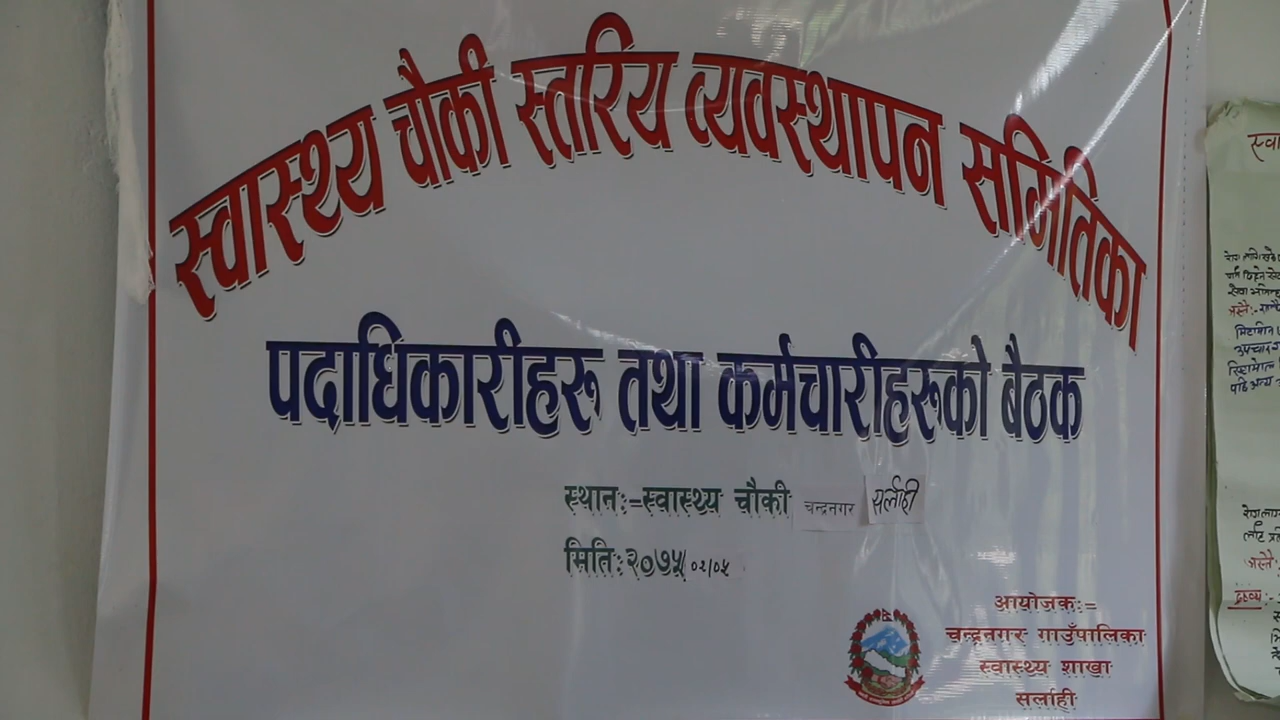 स्वास्थ्य चौकी स्तरिय व्यवस्थापन समितिका
पदाधिकारीहरू तथा कर्मचारीहरूको बैठक
स्थानः=स्वास्थ्य चौकी चन्द्रनगर सर्लाही
मितिः२०७५/०२/०५
आयोजकः=
चन्द्रनगर गाउँपालिका
स्वास्थ्य शाखा
सर्लाही